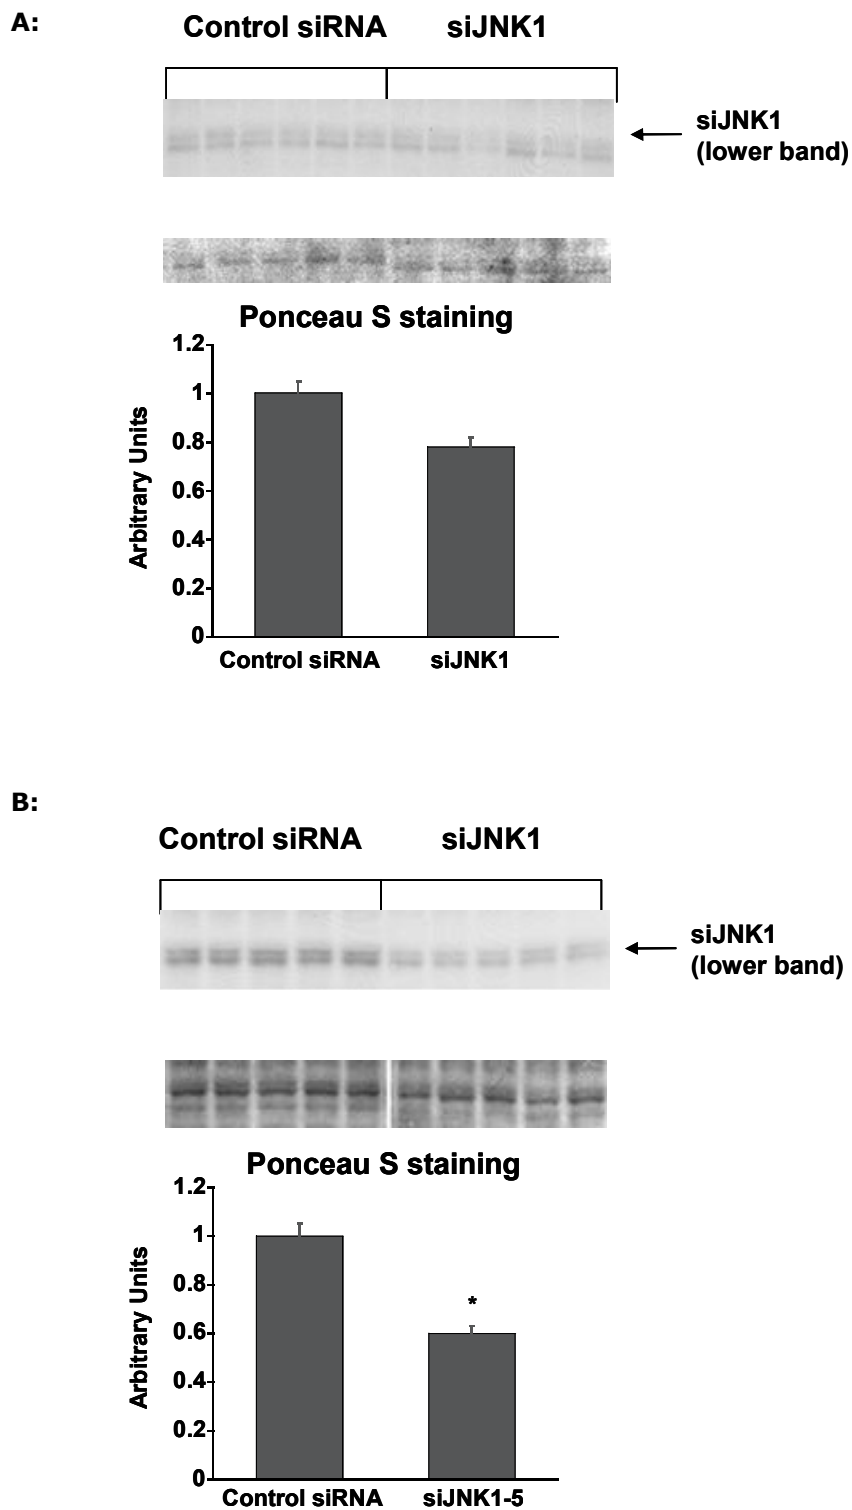 A:
Control siRNA siJNK1
siJNK1
(lower band)
Ponceau S staining
1.2
1
0.8
0.6
0.4
0.2
0
Arbitrary Units
Control siRNA siJNK1
B:
Control siRNA siJNK1
siJNK1
(lower band)
Ponceau S staining
1.2
1
0.8
0.6
0.4
0.2
0
Arbitrary Units
*
Control siRNA siJNK1-5